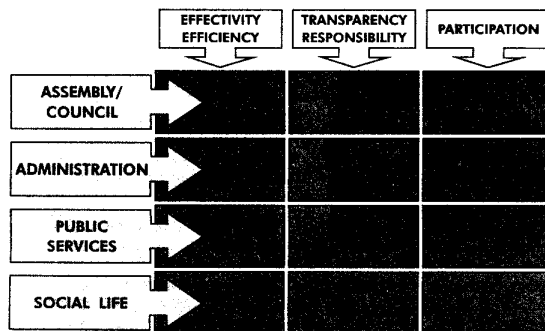 EFFECTIVITY
EFFICIENCY
TRANSPARENCY
RESPONSIBILITY
PARTICIPATION
ASSEMBLY/
COUNCIL
ADMINISTRATION
PUBLIC
SERVICES
SOCIAL LIFE